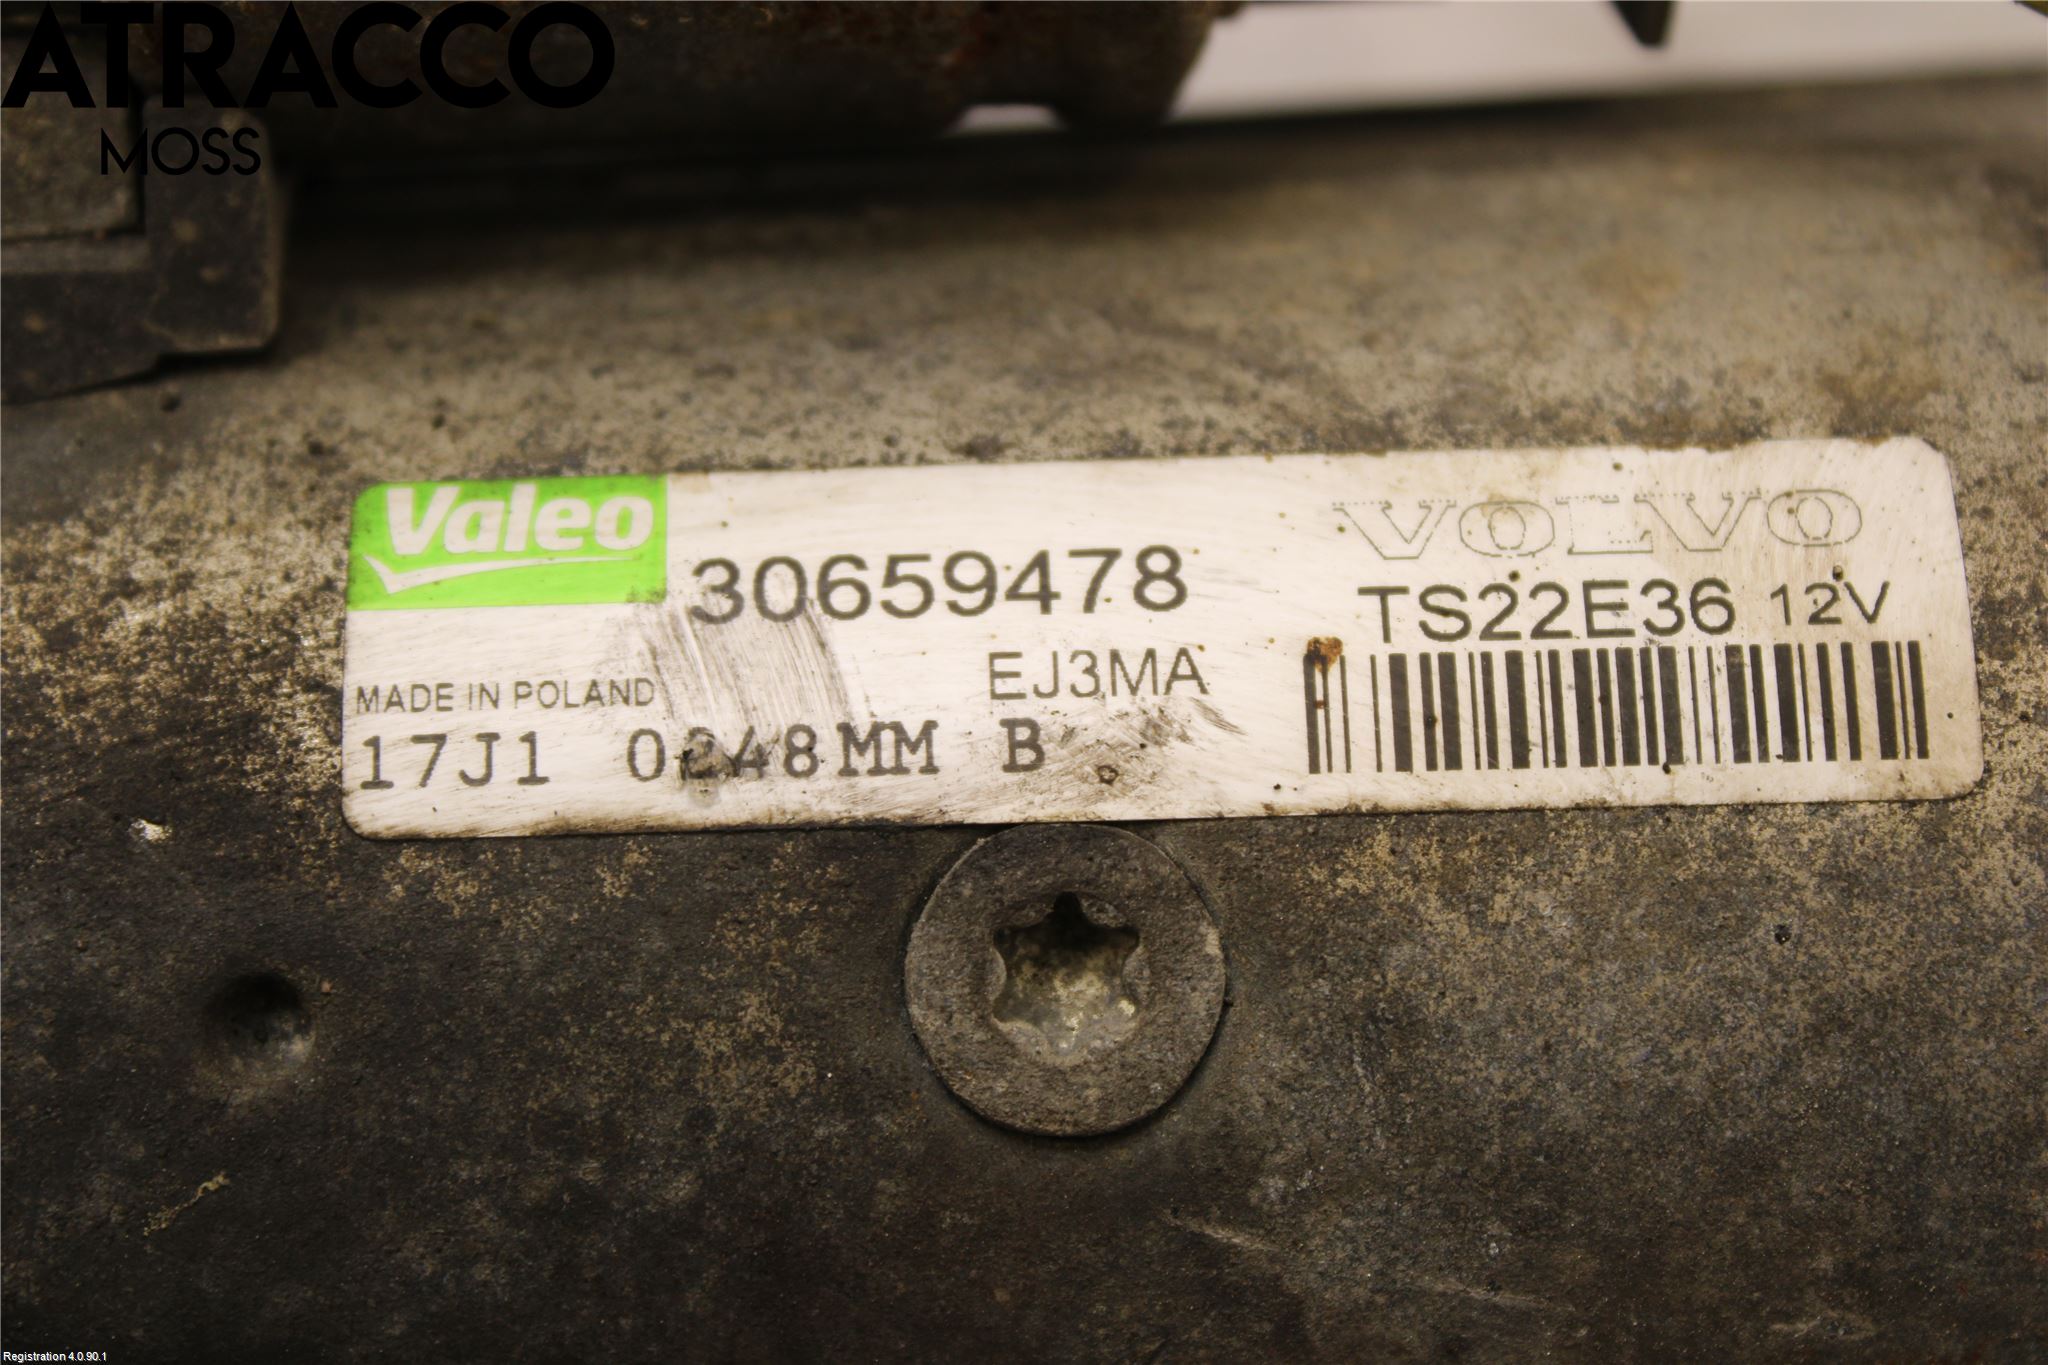 ATRACCO
MOSS
Valeo
30659478
VOLVO
TS22E36 12V
MADE IN POLAND
EJ3MA
17J1 MM B
Registration 4.0.90.1